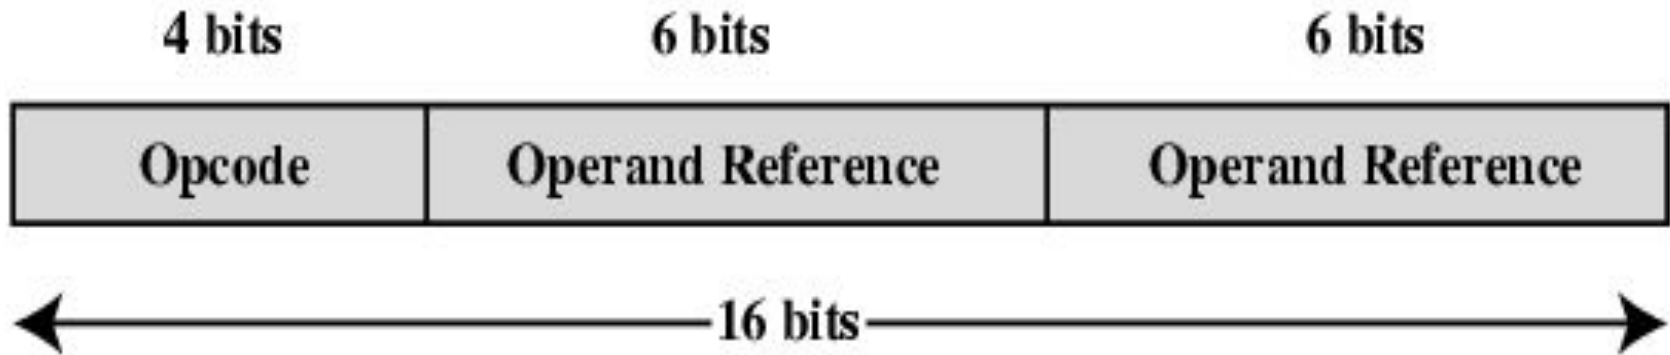 4 bits 6 bits 6 bits
Opcode Operand Reference Operand Reference
16 bits